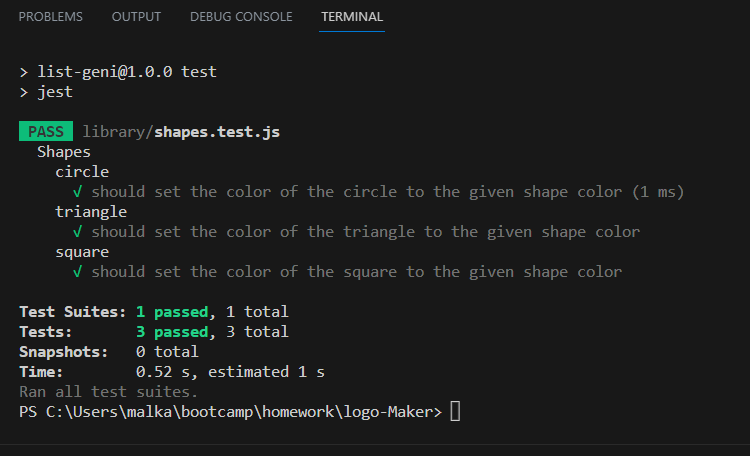 PROBLEMS OUTPUT DEBUG CONSOLE TERMINAL
> list-geni@1.0.0 test
> jest
PASS library/shapes.test.js
Shapes
circle
√ should set the color of the circle to the given shape color (1 ms)
triangle
√ should set the color of the triangle to the given shape color
square
√ should set the color of the square to the given shape color
Test Suites: 1 passed, 1 total
Tests: 3 passed, 3 total
Snapshots: 0 total
Time: 0.52 s, estimated 1 s
Ran all test suites.
PS C:\Users\malka\bootcamp\homework\logo-Maker>